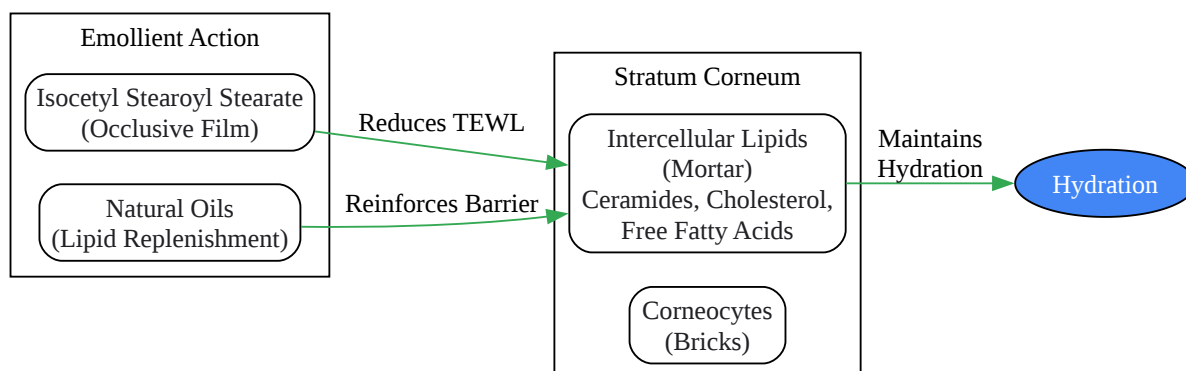 Emollient Action
Isocetyl Stearoyl Stearate
(Occlusive Film)
Natural Oils
(Lipid Replenishment)
Reduces TEWL
Reinforces Barrier
Stratum Corneum
Intercellular Lipids
(Mortar)
Ceramides, Cholesterol,
Free Fatty Acids
Corneocytes
(Bricks)
Maintains
Hydration
Hydration